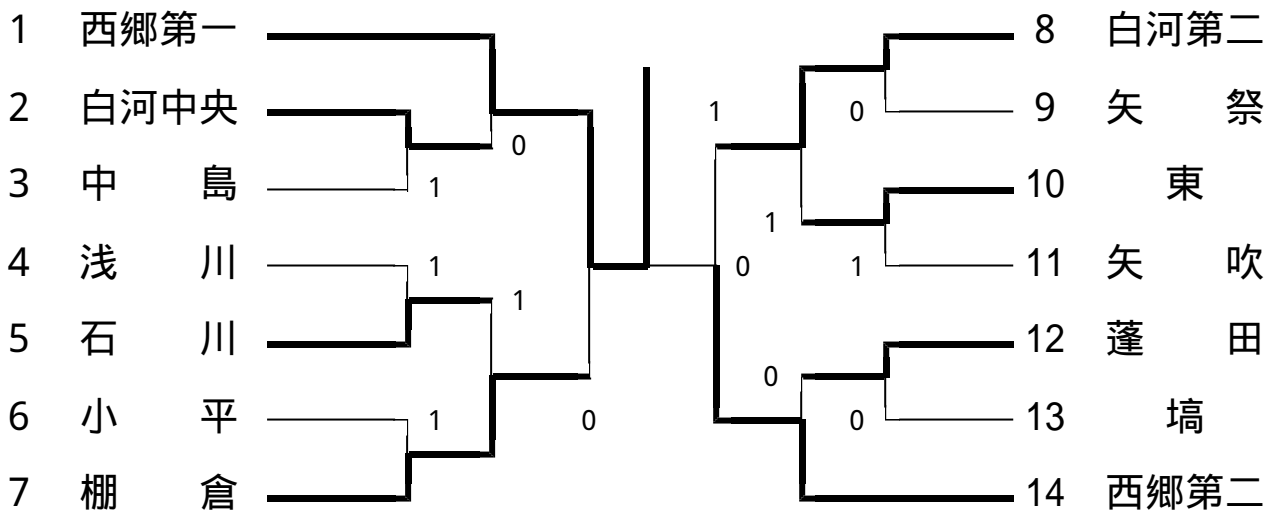 1 西郷第一
2 白河中央
3 中 島
4 浅 川
5 石 川
6 小 平
7 棚 倉
0
1
1
1
1
0
1
0
1
1
0
0
0
8 白河第二
9 矢 祭
10 東
11 矢 吹
12 蓬 田
13 塙
14 西郷第二